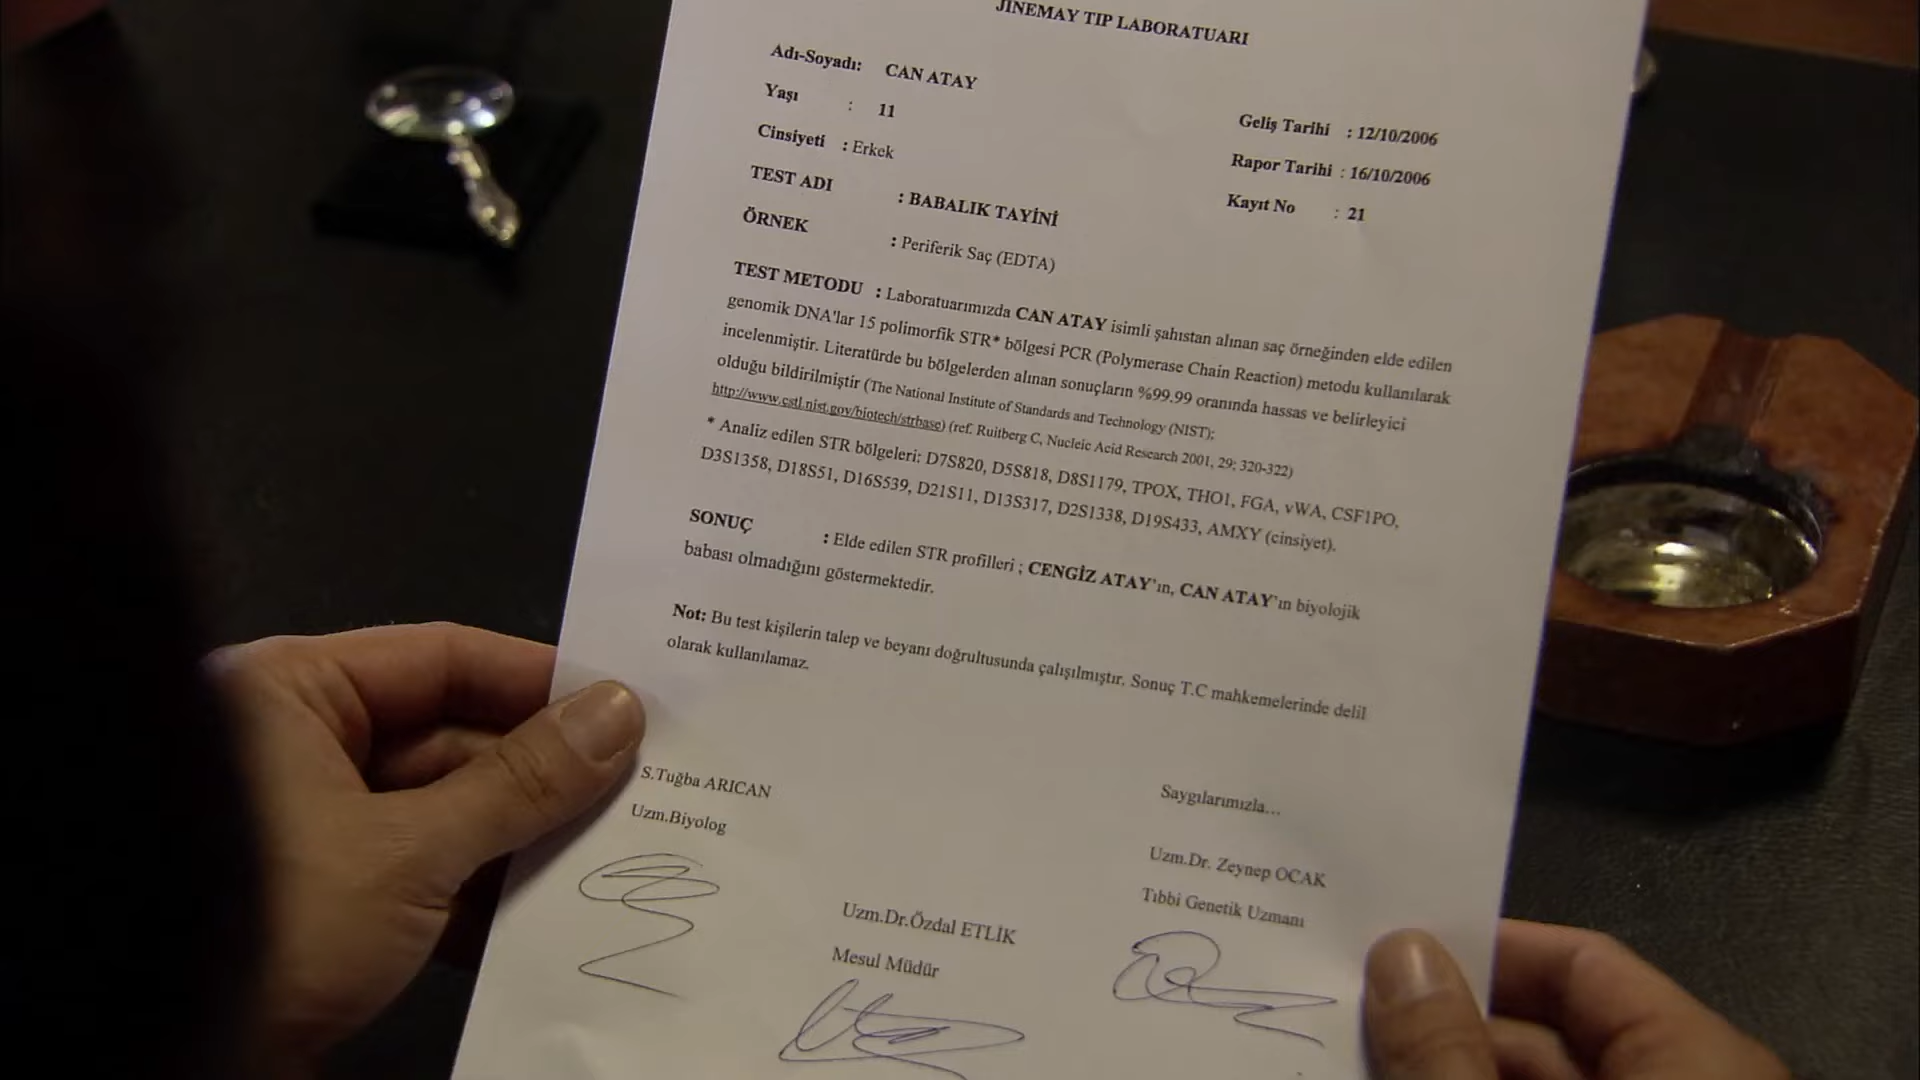 JİNEMAY TIP LABORATUARI
Adı-Soyadı: CAN ATAY
Yaşı : 11
Cinsiyeti : Erkek
Geliş Tarihi : 12/10/2006
Rapor Tarihi : 16/10/2006
Kayıt No : 21
TEST ADI : BABALIK TAYİNİ
ÖRNEK : Periferik Saç (EDTA)
TEST METODU : Laboratuarımızda CAN ATAY isimli şahıstan alınan saç örneğinden elde edilen
genomik DNA'lar 15 polimorfik STR* bölgesi PCR (Polymerase Chain Reaction) metodu kullanılarak
incelenmiştir. Literatürde bu bölgelerden alınan sonuçların %99.99 oranında hassas ve belirleyici
olduğu bildirilmiştir (The National Institute of Standards and Technology (NIST);
http://www.cstl.nist.gov/biotech/strbase) (ref. Ruitberg C, Nucleic Acid Research 2001, 29; 320-322)
* Analiz edilen STR bölgeleri: D7S820, D5S818, D8S1179, TPOX, THO1, FGA, vWA, CSF1PO,
D3S1358, D18S51, D16S539, D21S11, D13S317, D2S1338, D19S433, AMXY (cinsiyet).
SONUÇ : Elde edilen STR profilleri ; CENGİZ ATAY'ın, CAN ATAY'ın biyolojik
babası olmadığını göstermektedir.
Not: Bu test kişilerin talep ve beyanı doğrultusunda çalışılmıştır. Sonuç T.C mahkemelerinde delil
olarak kullanılamaz.
S.Tuğba ARICAN
Uzm.Biyolog
Saygılarımızla...
Uzm.Dr. Zeynep OCAK
Tıbbi Genetik Uzmanı
Uzm.Dr.Özdal ETLİK
Mesul Müdür